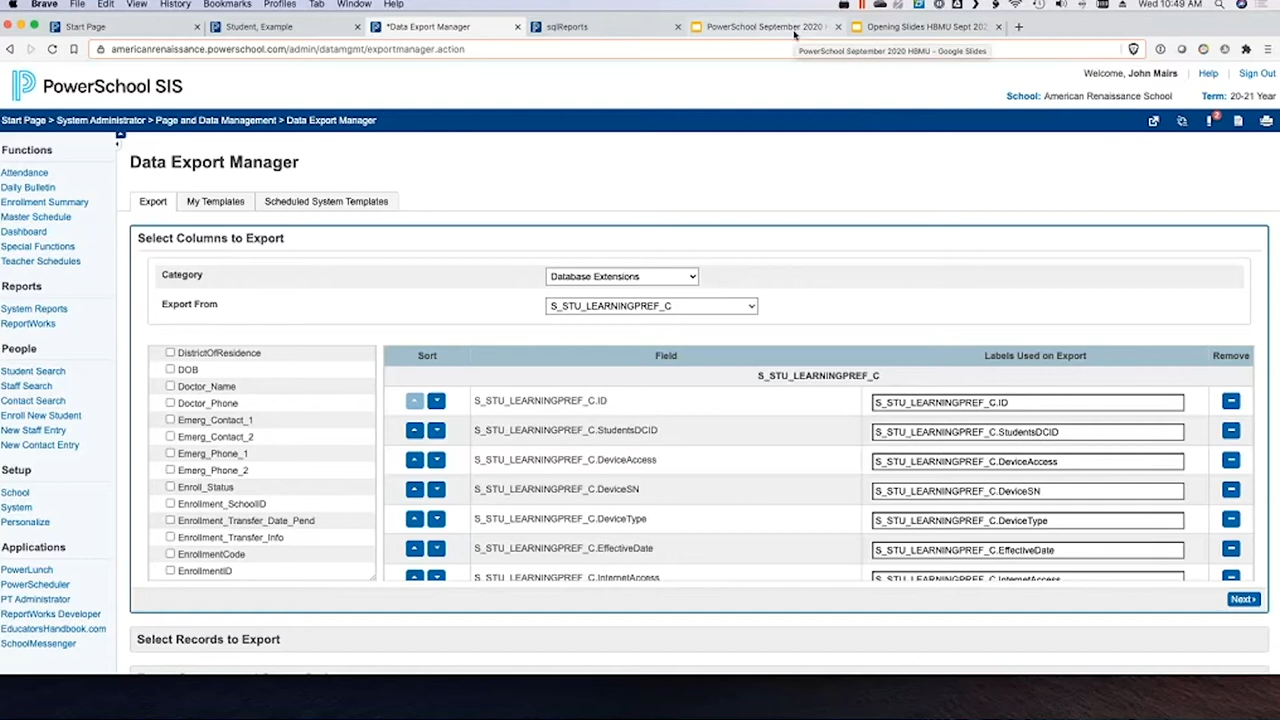 Brave File Edit View History Bookmarks Profiles Tab Window Help Wed 10:49 AM
Start Page Student, Example *Data Export Manager sqlReports PowerSchool September 2020 Opening Slides HBMU Sept 202
americanrenaissance.powerschool.com/admin/datamgmt/exportmanager.action
PowerSchool September 2020 HBMU - Google Slides
PowerSchool SIS
Welcome, John Mairs Help Sign Out
School: American Renaissance School Term: 20-21 Year
Start Page > System Administrator > Page and Data Management > Data Export Manager
2
Functions
Attendance
Daily Bulletin
Enrollment Summary
Master Schedule
Dashboard
Special Functions
Teacher Schedules
Reports
System Reports
ReportWorks
People
Student Search
Staff Search
Contact Search
Enroll New Student
New Staff Entry
New Contact Entry
Setup
School
System
Personalize
Applications
PowerLunch
PowerScheduler
PT Administrator
ReportWorks Developer
EducatorsHandbook.com
SchoolMessenger
Data Export Manager
Export My Templates Scheduled System Templates
Select Columns to Export
Category Database Extensions
Export From S_STU_LEARNINGPREF_C
DistrictOfResidence
DOB
Doctor_Name
Doctor_Phone
Emerg_Contact_1
Emerg_Contact_2
Emerg_Phone_1
Emerg_Phone_2
Enroll_Status
Enrollment_SchoolID
Enrollment_Transfer_Date_Pend
Enrollment_Transfer_Info
EnrollmentCode
EnrollmentID
Sort Field Labels Used on Export Remove
S_STU_LEARNINGPREF_C
S_STU_LEARNINGPREF_C.ID S_STU_LEARNINGPREF_C.ID
S_STU_LEARNINGPREF_C.StudentsDCID S_STU_LEARNINGPREF_C.StudentsDCID
S_STU_LEARNINGPREF_C.DeviceAccess S_STU_LEARNINGPREF_C.DeviceAccess
S_STU_LEARNINGPREF_C.DeviceSN S_STU_LEARNINGPREF_C.DeviceSN
S_STU_LEARNINGPREF_C.DeviceType S_STU_LEARNINGPREF_C.DeviceType
S_STU_LEARNINGPREF_C.EffectiveDate S_STU_LEARNINGPREF_C.EffectiveDate
S_STU_LEARNINGPREF_C.InternetAccess S_STU_LEARNINGPREF_C.InternetAccess
Next
Select Records to Export